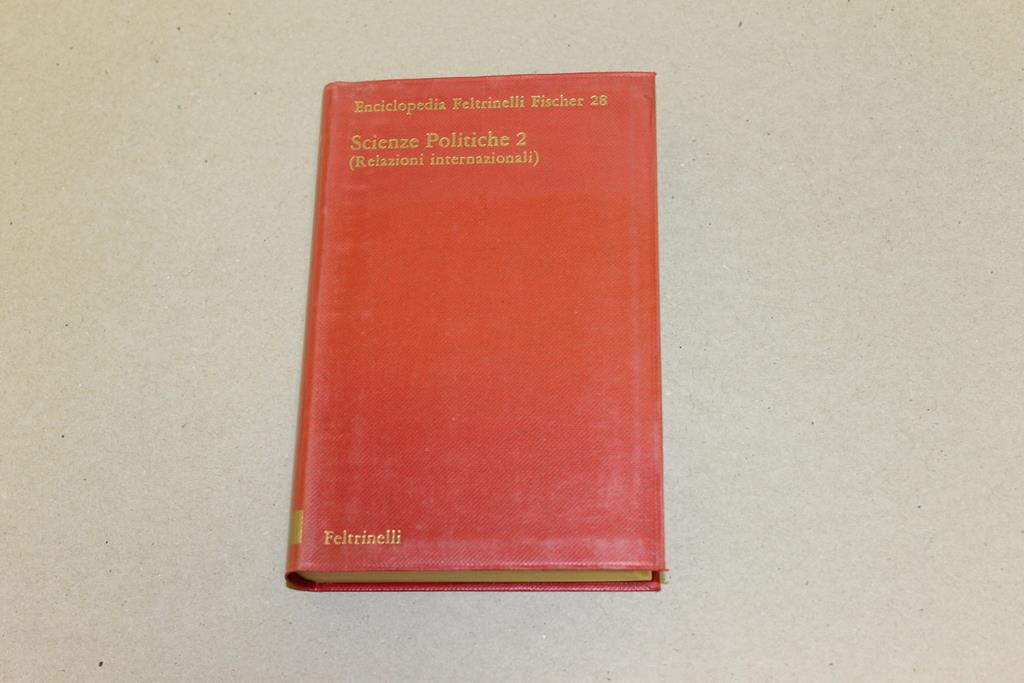 Enciclopedia Feltrinelli Fischer 28
Scienze Politiche 2
(Relazioni internazionali)
Feltrinelli